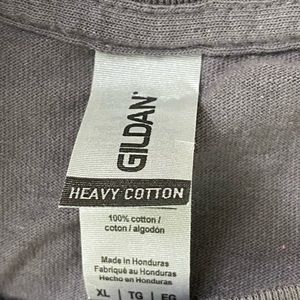 GILDAN®
HEAVY COTTON
100% cotton /
coton / algodón
Made in Honduras
Fabriqué au Honduras
Hecho en Honduras
XL | TG | EG